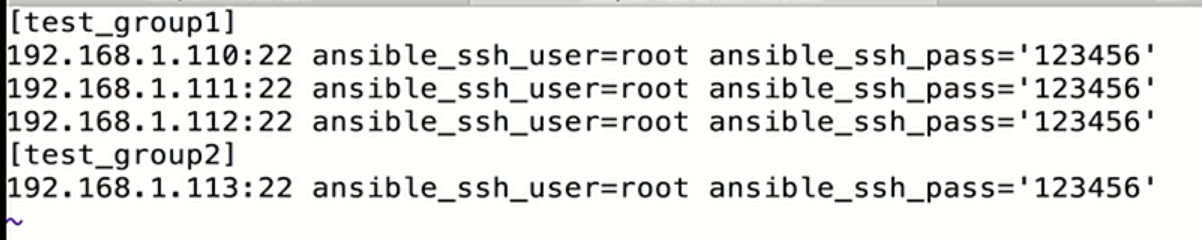 [test_group1]
192.168.1.110:22 ansible_ssh_user=root ansible_ssh_pass='123456'
192.168.1.111:22 ansible_ssh_user=root ansible_ssh_pass='123456'
192.168.1.112:22 ansible_ssh_user=root ansible_ssh_pass='123456'
[test_group2]
192.168.1.113:22 ansible_ssh_user=root ansible_ssh_pass='123456'
~